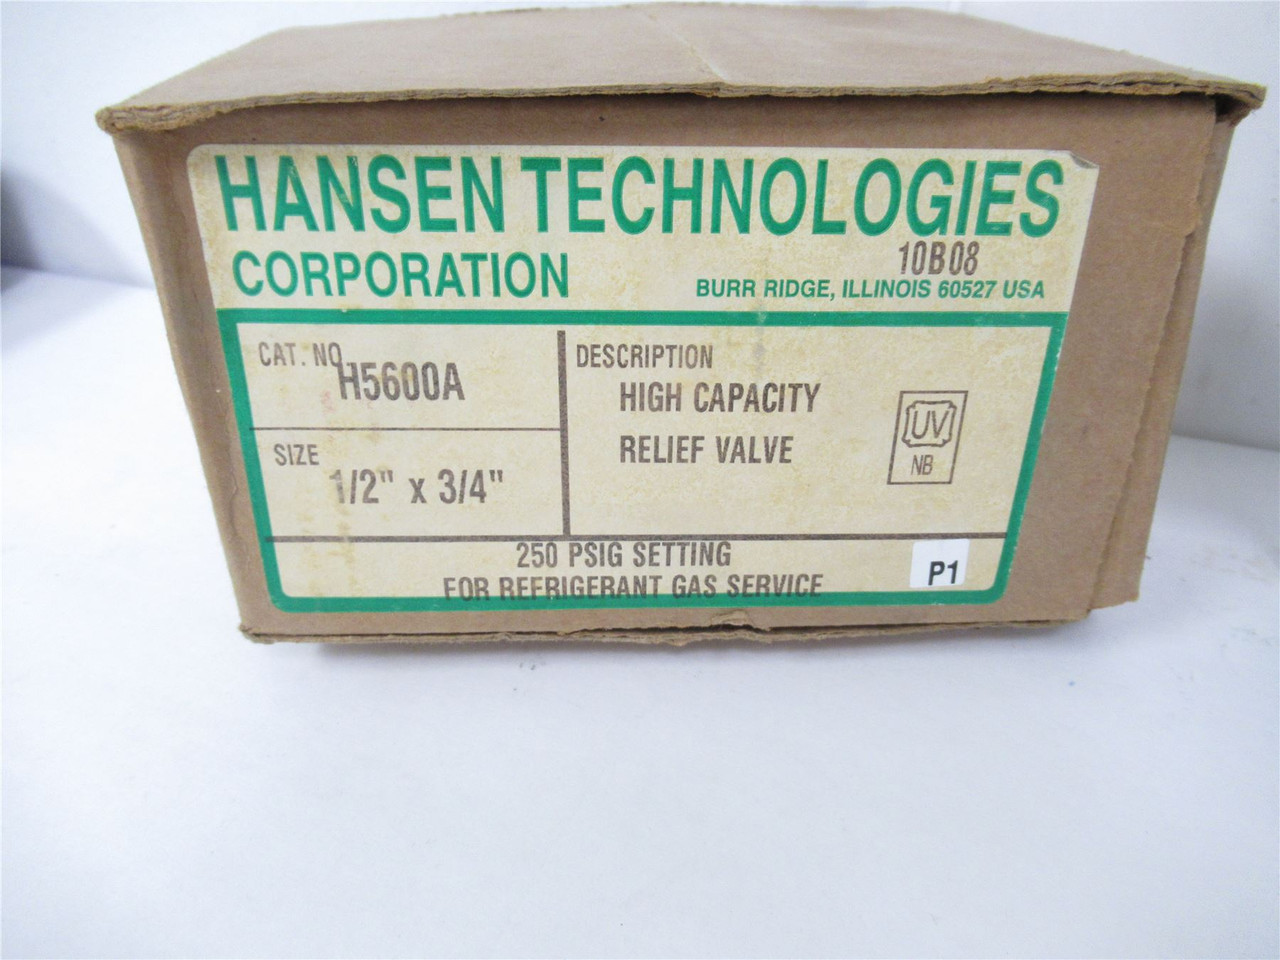 HANSEN TECHNOLOGIES
CORPORATION
10B08
BURR RIDGE, ILLINOIS 60527 USA
CAT. NO.
H5600A
SIZE
1/2" x 3/4"
DESCRIPTION
HIGH CAPACITY
RELIEF VALVE
UV
NB
250 PSIG SETTING
FOR REFRIGERANT GAS SERVICE
P1